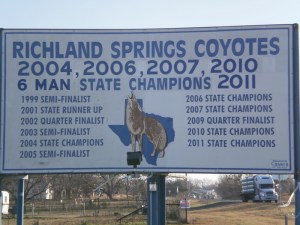 RICHLAND SPRINGS COYOTES
2004, 2006, 2007, 2010
6 MAN STATE CHAMPIONS 2011
1999 SEMI-FINALIST
2001 STATE RUNNER UP
2002 QUARTER FINALIST
2003 SEMI-FINALIST
2004 STATE CHAMPIONS
2005 SEMI-FINALIST
2006 STATE CHAMPIONS
2007 STATE CHAMPIONS
2009 QUARTER FINALIST
2010 STATE CHAMPIONS
2011 STATE CHAMPIONS